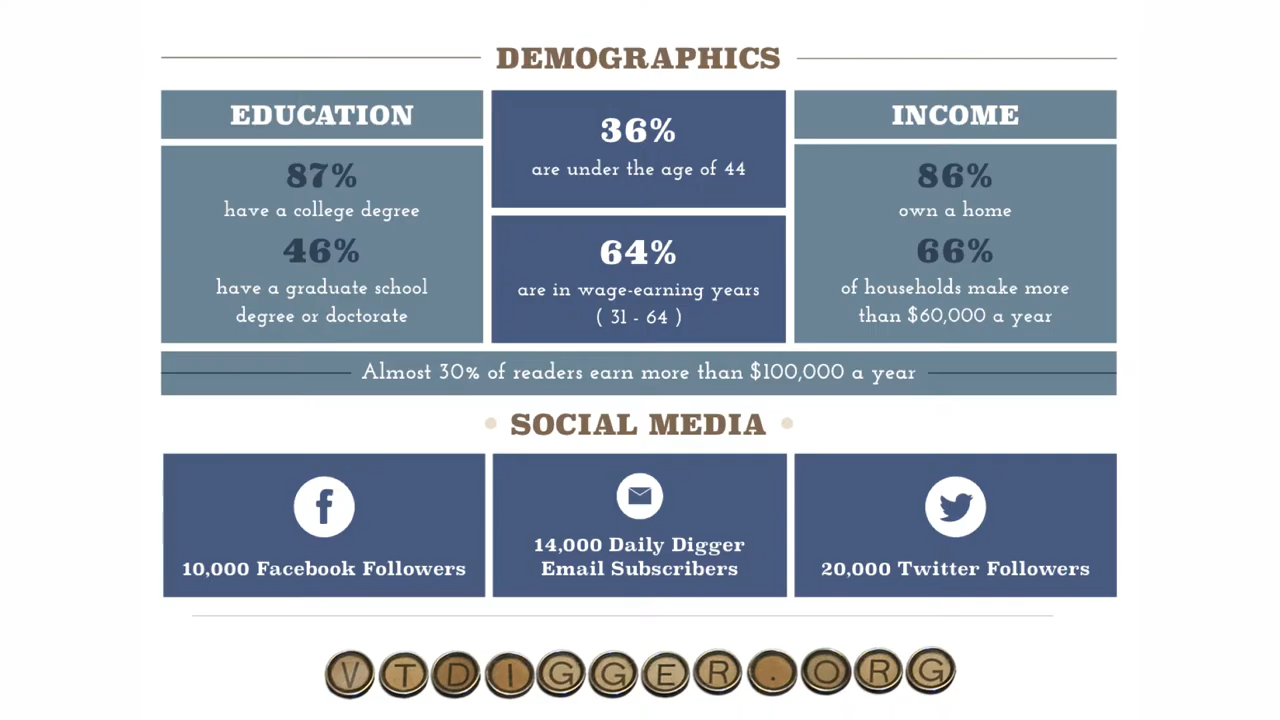 DEMOGRAPHICS
EDUCATION
87%
have a college degree
46%
have a graduate school
degree or doctorate
36%
are under the age of 44
64%
are in wage-earning years
( 31 - 64 )
INCOME
86%
own a home
66%
of households make more
than $60,000 a year
Almost 30% of readers earn more than $100,000 a year
SOCIAL MEDIA
10,000 Facebook Followers
14,000 Daily Digger
Email Subscribers
20,000 Twitter Followers
VTDIGGER.ORG